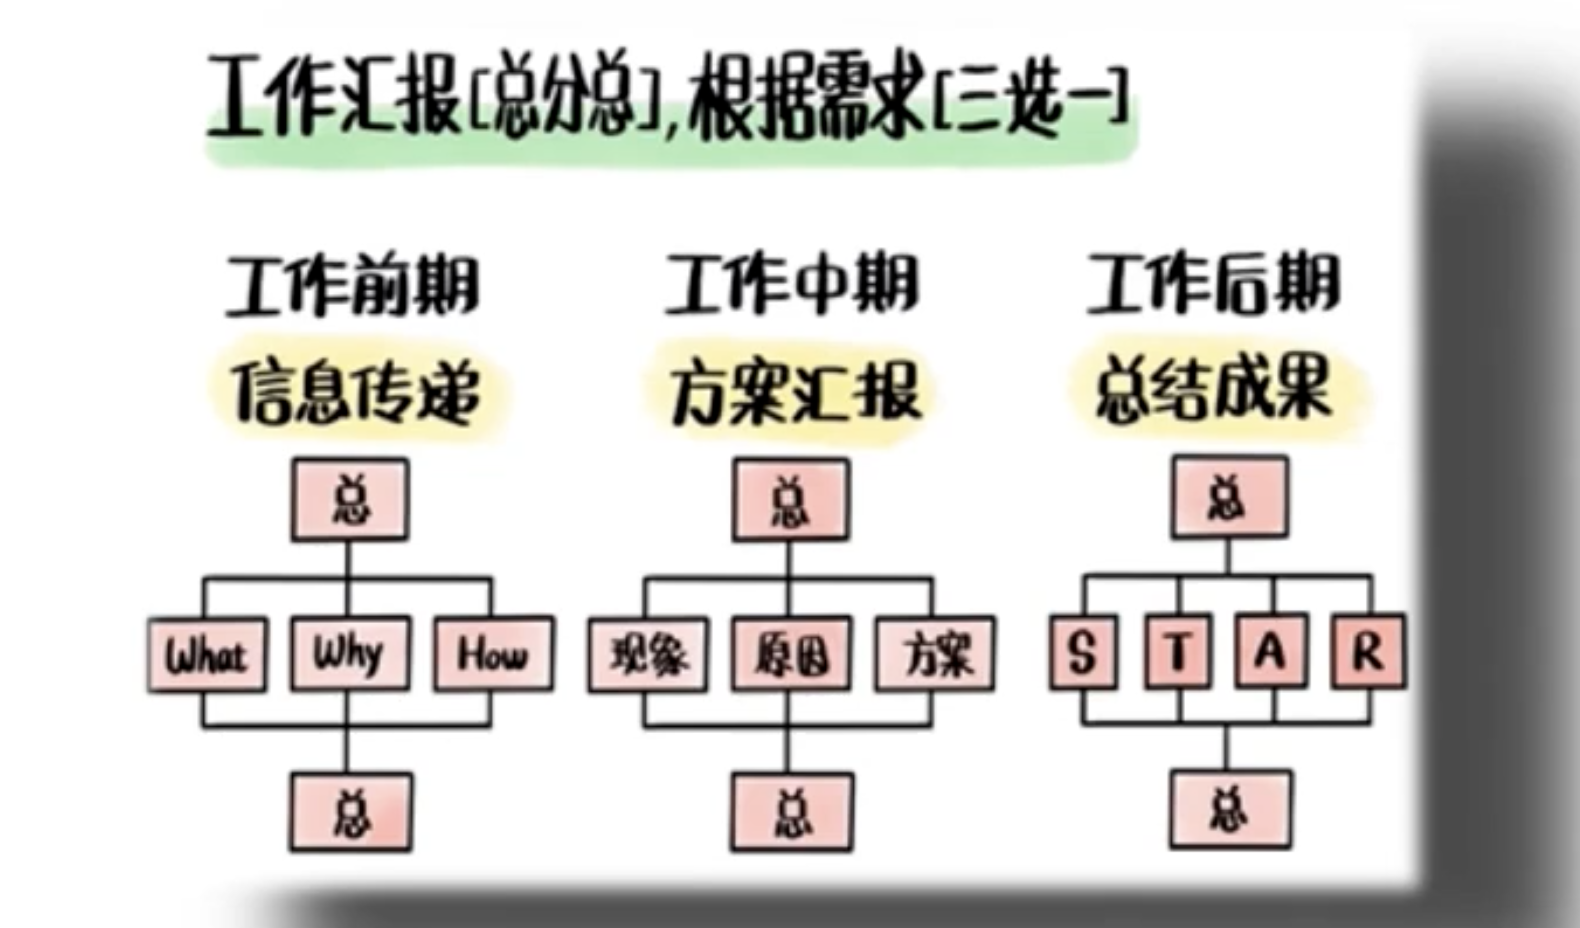 工作汇报[总分总],根据需求[三选一]
工作前期 工作中期 工作后期
信息传递 方案汇报 总结成果
总 总 总
What Why How 现象 原因 方案 S T A R
总 总 总